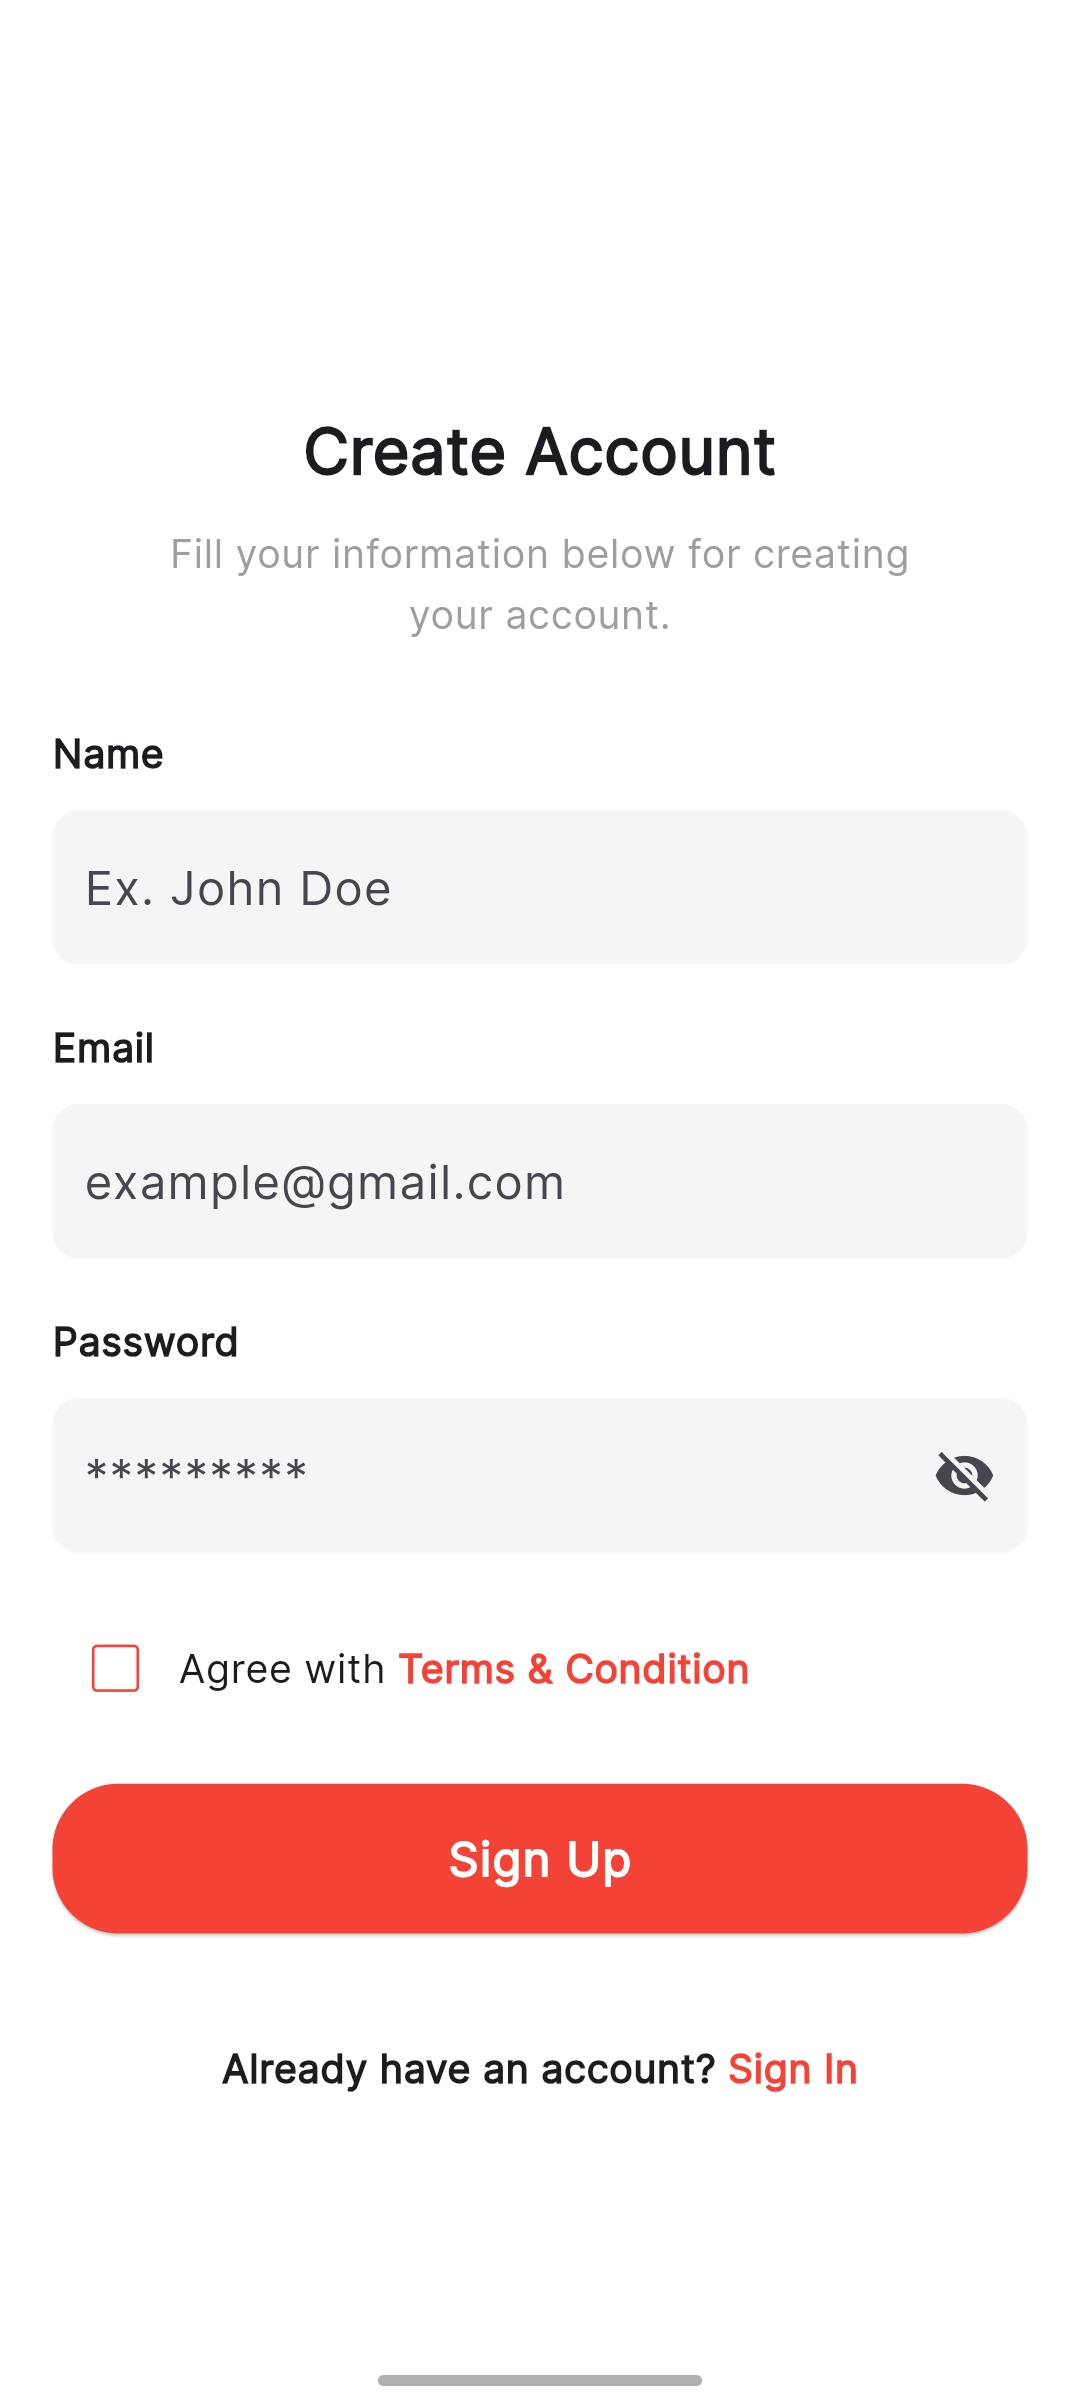 Create Account
Fill your information below for creating
your account.
Name
Ex. John Doe
Email
example@gmail.com
Password
*********
Agree with Terms & Condition
Sign Up
Already have an account? Sign In